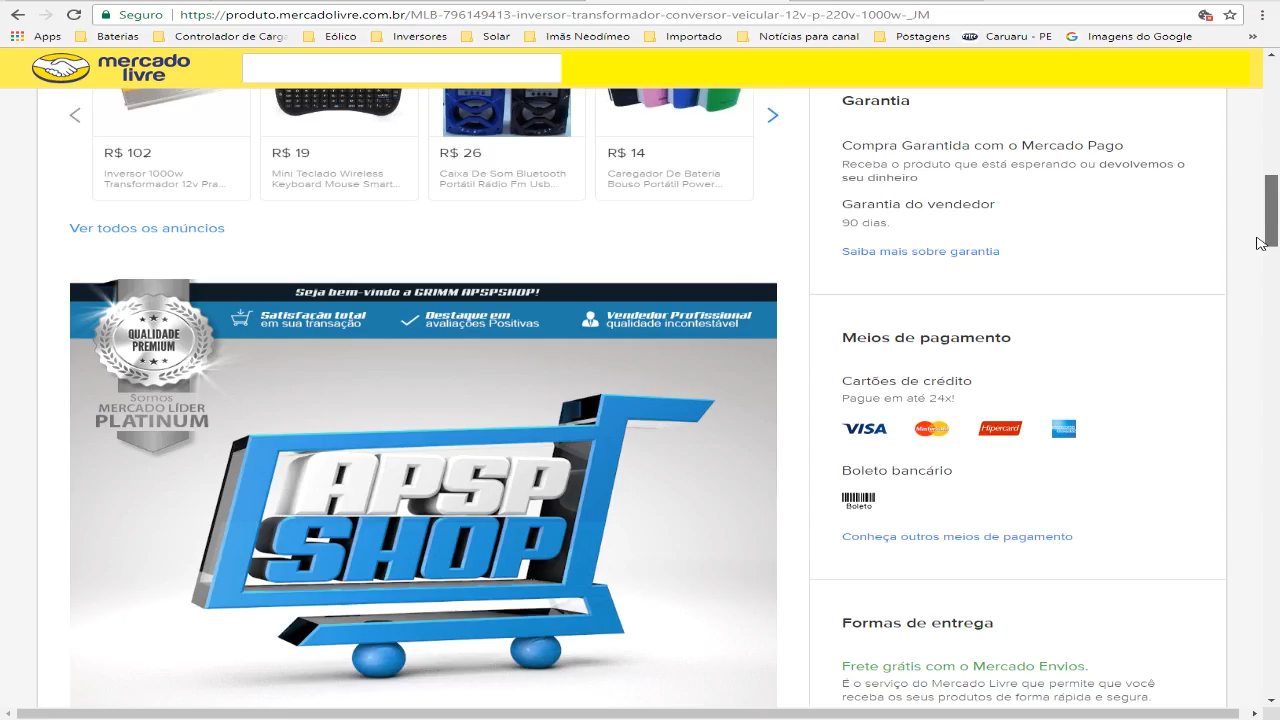 Seguro
https://produto.mercadolivre.com.br/MLB-796149413-inversor-transformador-conversor-veicular-12v-p-220v-1000w-_JM
Apps Baterias Controlador de Carg Eólico Inversores Solar Imãs Neodímeo Importados Notícias para canal Postagens Caruaru - PE Imagens do Google »
mercado
livre
R$ 102
Inversor 1000w
Transformador 12v Pra...
R$ 19
Mini Teclado Wireless
Keyboard Mouse Smart...
R$ 26
Caixa De Som Bluetooth
Portátil Rádio Fm Usb...
R$ 14
Caregador De Bateria
Bouso Portátil Power...
Ver todos os anúncios
Seja bem-vindo a GRIMM APSPSHOP!
Satisfação total
em sua transação
Destaque em
avaliações Positivas
Vendedor Profissional
qualidade incontestável
QUALIDADE
PREMIUM
Somos
MERCADO LÍDER
PLATINUM
APSP
SHOP
Garantia
Compra Garantida com o Mercado Pago
Receba o produto que está esperando ou devolvemos o
seu dinheiro
Garantia do vendedor
90 dias.
Saiba mais sobre garantia
Meios de pagamento
Cartões de crédito
Pague em até 24x!
VISA MasterCard Hipercard
Boleto bancário
Boleto
Conheça outros meios de pagamento
Formas de entrega
Frete grátis com o Mercado Envios.
É o serviço do Mercado Livre que permite que você
receba os seus produtos de forma rápida e segura.